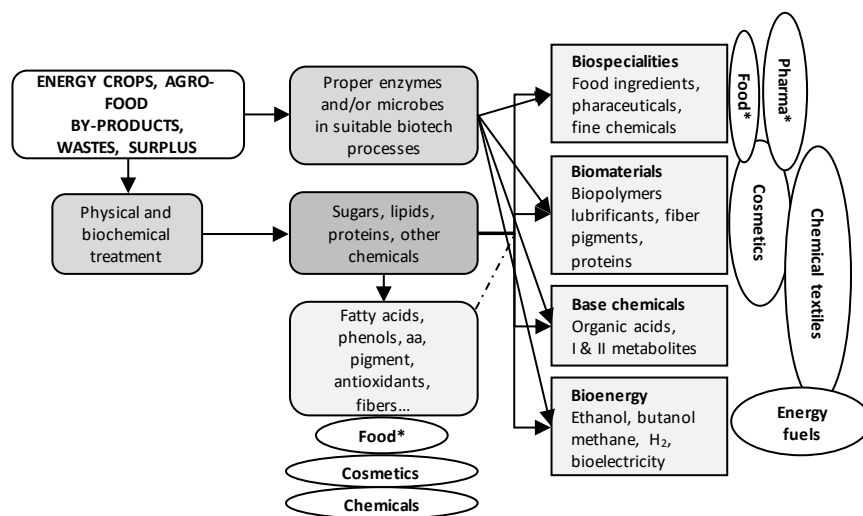 ENERGY CROPS, AGRO-
FOOD
BY-PRODUCTS,
WASTES, SURPLUS
Proper enzymes
and/or microbes
in suitable biotech
processes
Physical and
biochemical
treatment
Sugars, lipids,
proteins, other
chemicals
Fatty acids,
phenols, aa,
pigment,
antioxidants,
fibers...
Food*
Cosmetics
Chemicals
Biospecialities
Food ingredients,
pharaceuticals,
fine chemicals
Biomaterials
Biopolymers
lubrificants, fiber
pigments,
proteins
Base chemicals
Organic acids,
I & II metabolites
Bioenergy
Ethanol, butanol
methane, H₂,
bioelectricity
Food*
Pharma*
Cosmetics
Chemical textiles
Energy
fuels